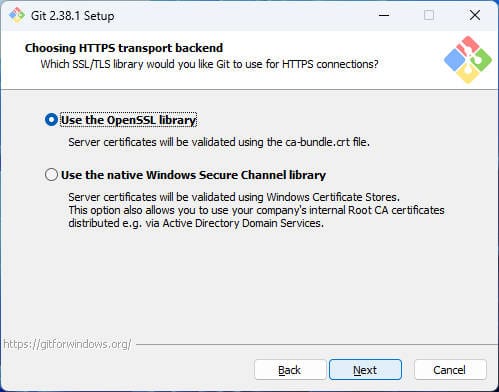 Git 2.38.1 Setup
Choosing HTTPS transport backend
Which SSL/TLS library would you like Git to use for HTTPS connections?
Use the OpenSSL library
Server certificates will be validated using the ca-bundle.crt file.
Use the native Windows Secure Channel library
Server certificates will be validated using Windows Certificate Stores.
This option also allows you to use your company's internal Root CA certificates
distributed e.g. via Active Directory Domain Services.
https://gitforwindows.org/
Back Next Cancel